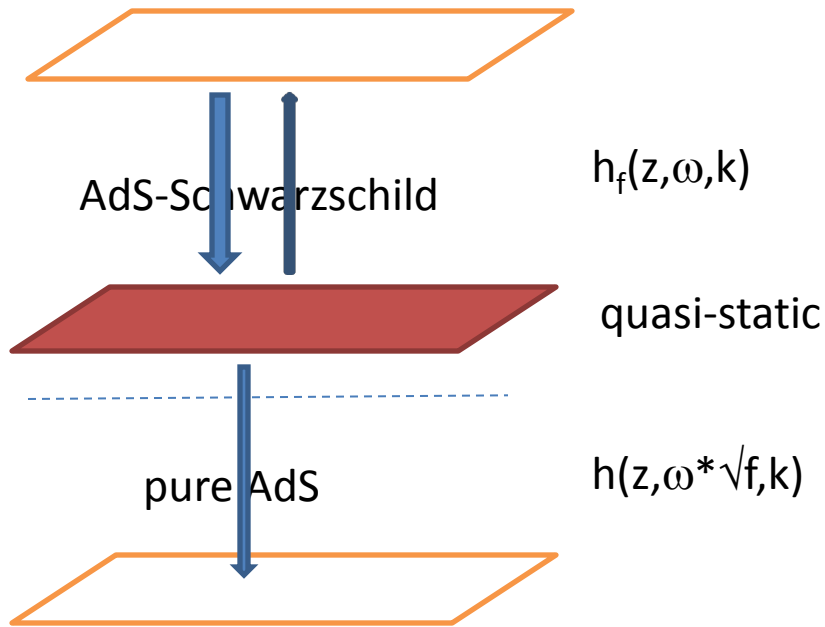 h_f(z,ω,k)
AdS-Schwarzschild
quasi-static
pure AdS
h(z,ω*√f,k)